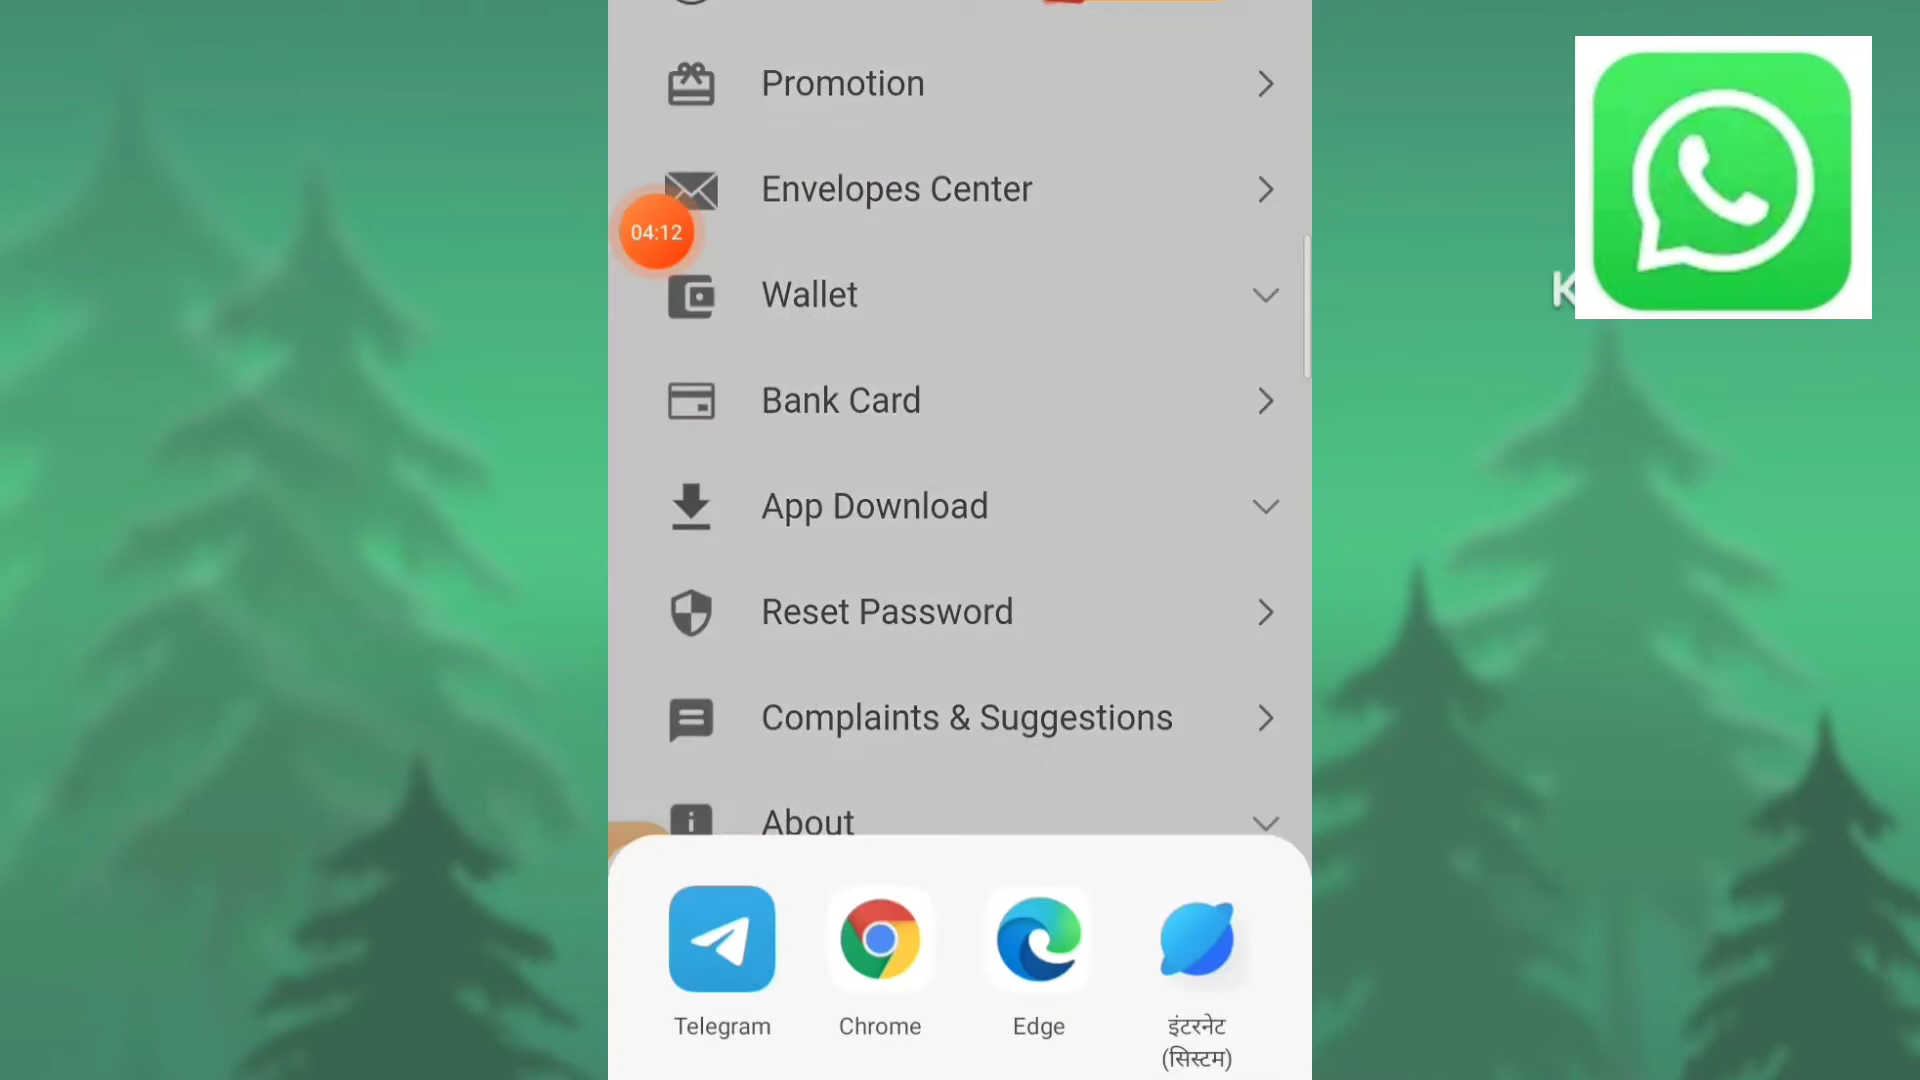 Promotion
Envelopes Center
04:12
Wallet
K
Bank Card
App Download
Reset Password
Complaints & Suggestions
About
Telegram
Chrome
Edge
इंटरनेट
(सिस्टम)